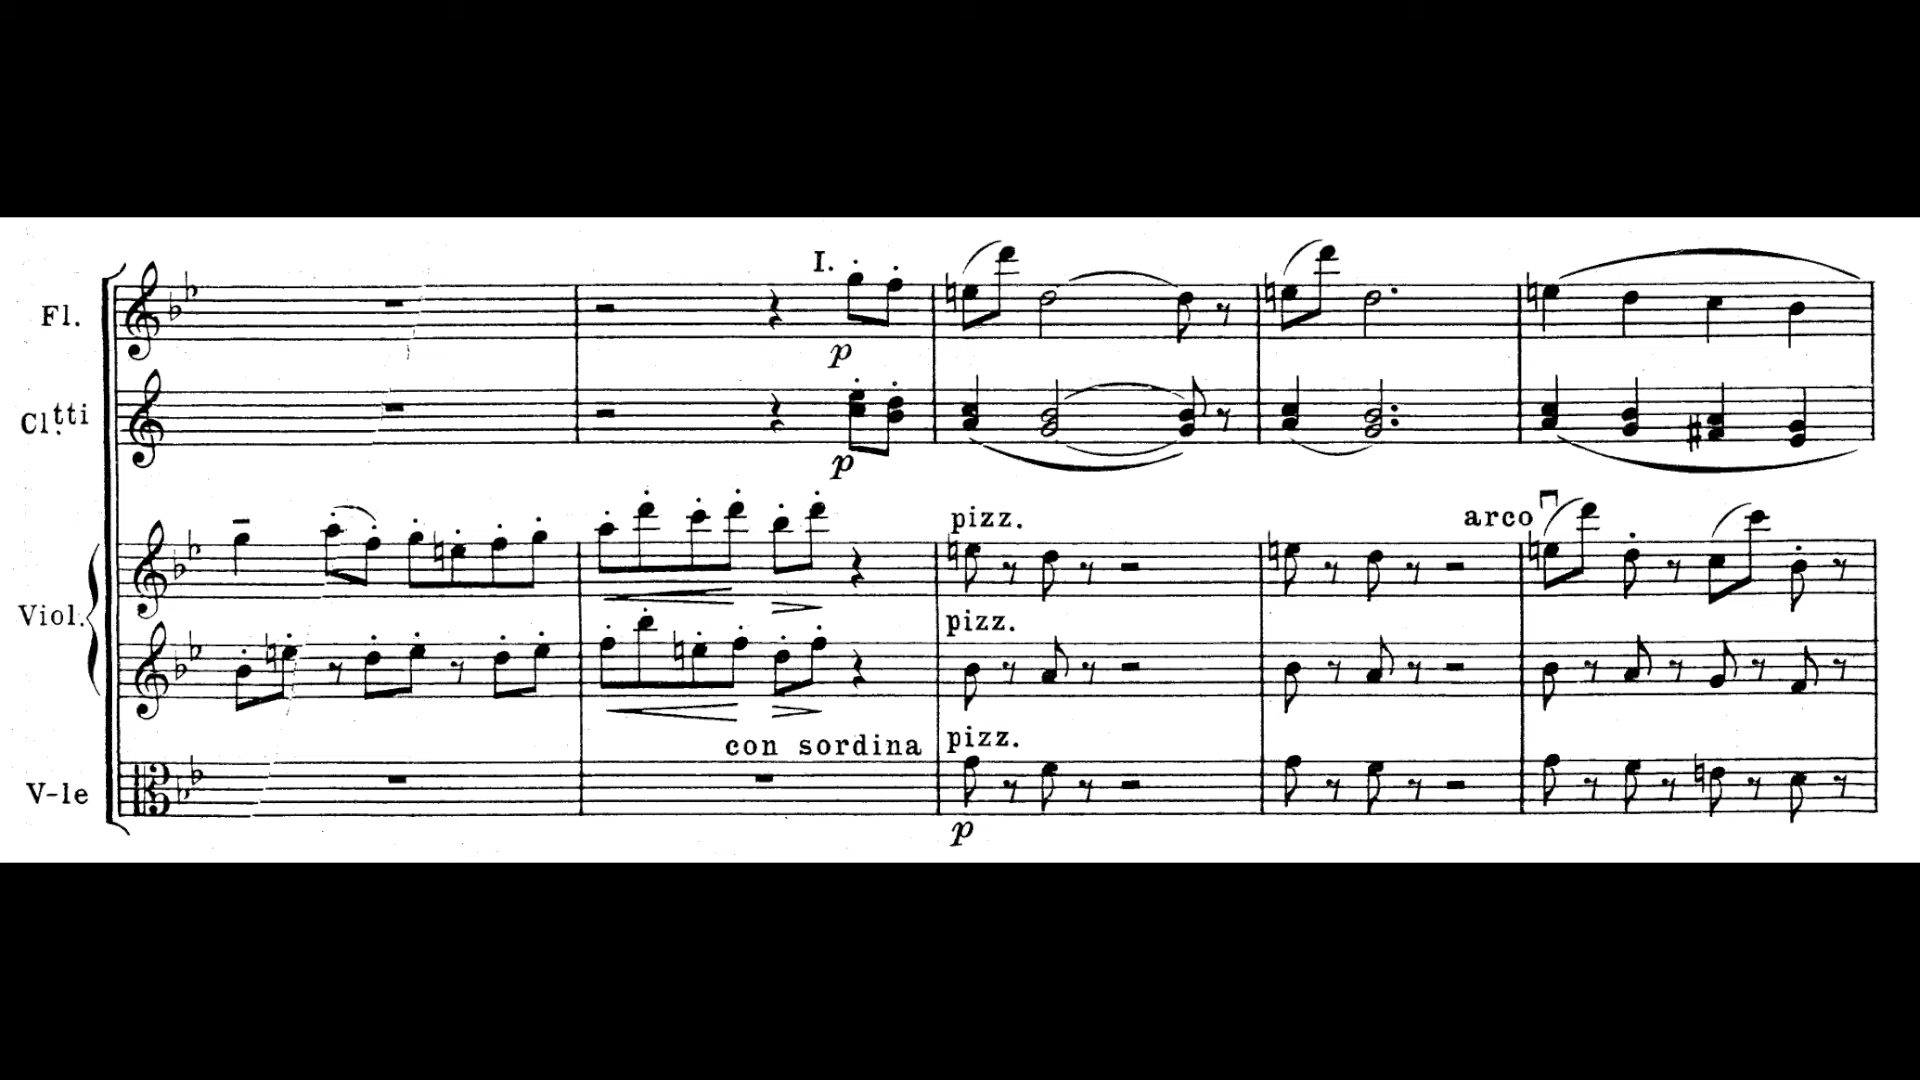 Fl.
I.
p
Cl.tti
p
Viol.
pizz.
arco
pizz.
V-le
con sordina
pizz.
p